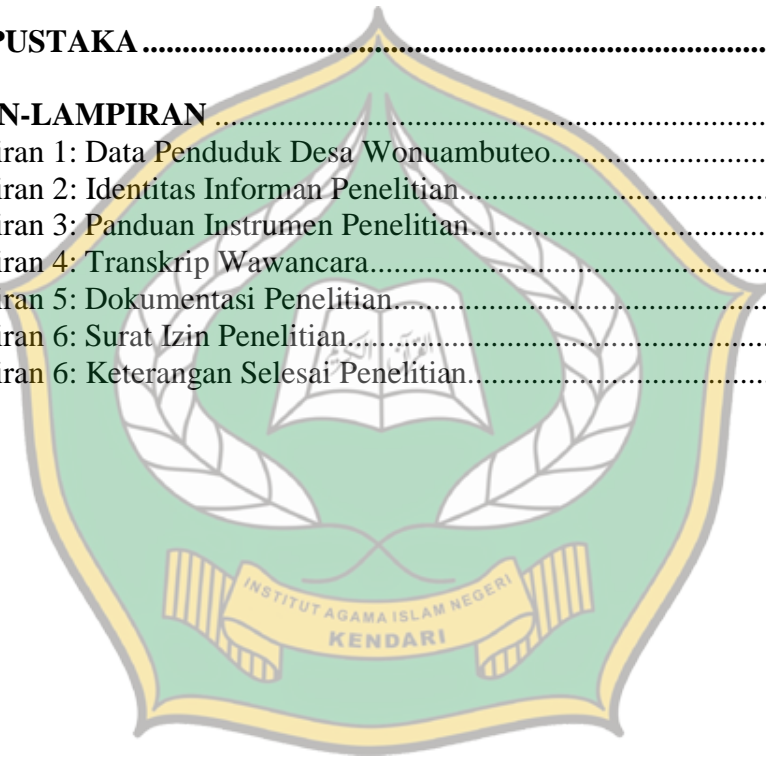 PUSTAKA ........................................................................
N-LAMPIRAN ..............................................................
iran 1: Data Penduduk Desa Wonuambuteo...........................
iran 2: Identitas Informan Penelitian.....................................
iran 3: Panduan Instrumen Penelitian....................................
iran 4: Transkrip Wawancara................................................
iran 5: Dokumentasi Penelitian.............................................
iran 6: Surat Izin Penelitian..................................................
iran 6: Keterangan Selesai Penelitian....................................
القرآن الكريم
INSTITUT AGAMA ISLAM NEGERI
KENDARI